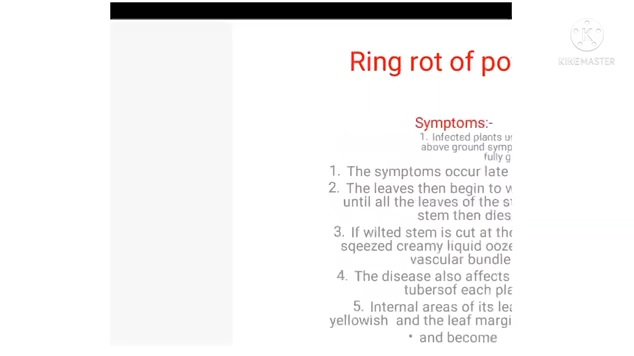 Ring rot of po
KINEMASTER
Symptoms:-
1. Infected plants us
above ground symp
fully g
1. The symptoms occur late
2. The leaves then begin to w
until all the leaves of the st
stem then dies
3. If wilted stem is cut at the
sqeezed creamy liquid ooze
vascular bundle
4. The disease also affects
tubersof each pla
5. Internal areas of its lea
yellowish and the leaf margi
• and become